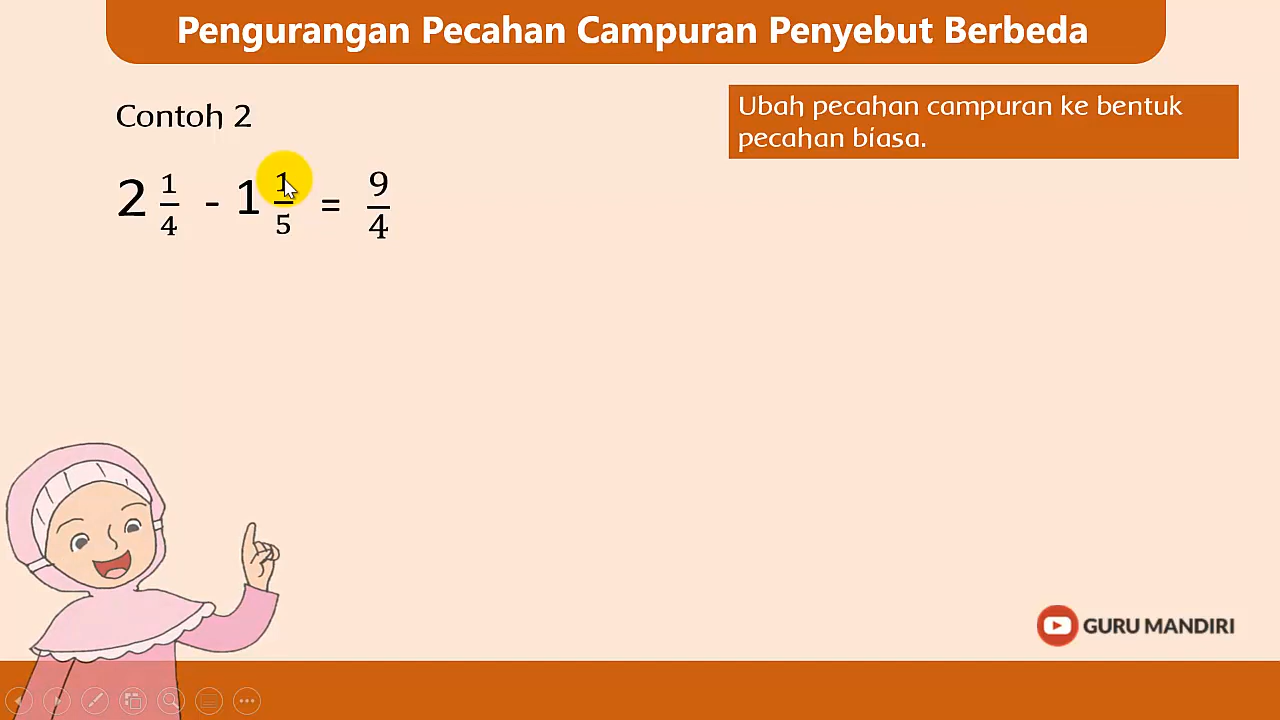 Pengurangan Pecahan Campuran Penyebut Berbeda
Contoh 2
Ubah pecahan campuran ke bentuk
pecahan biasa.
2 1/4 - 1 1/5 = 9/4
GURU MANDIRI